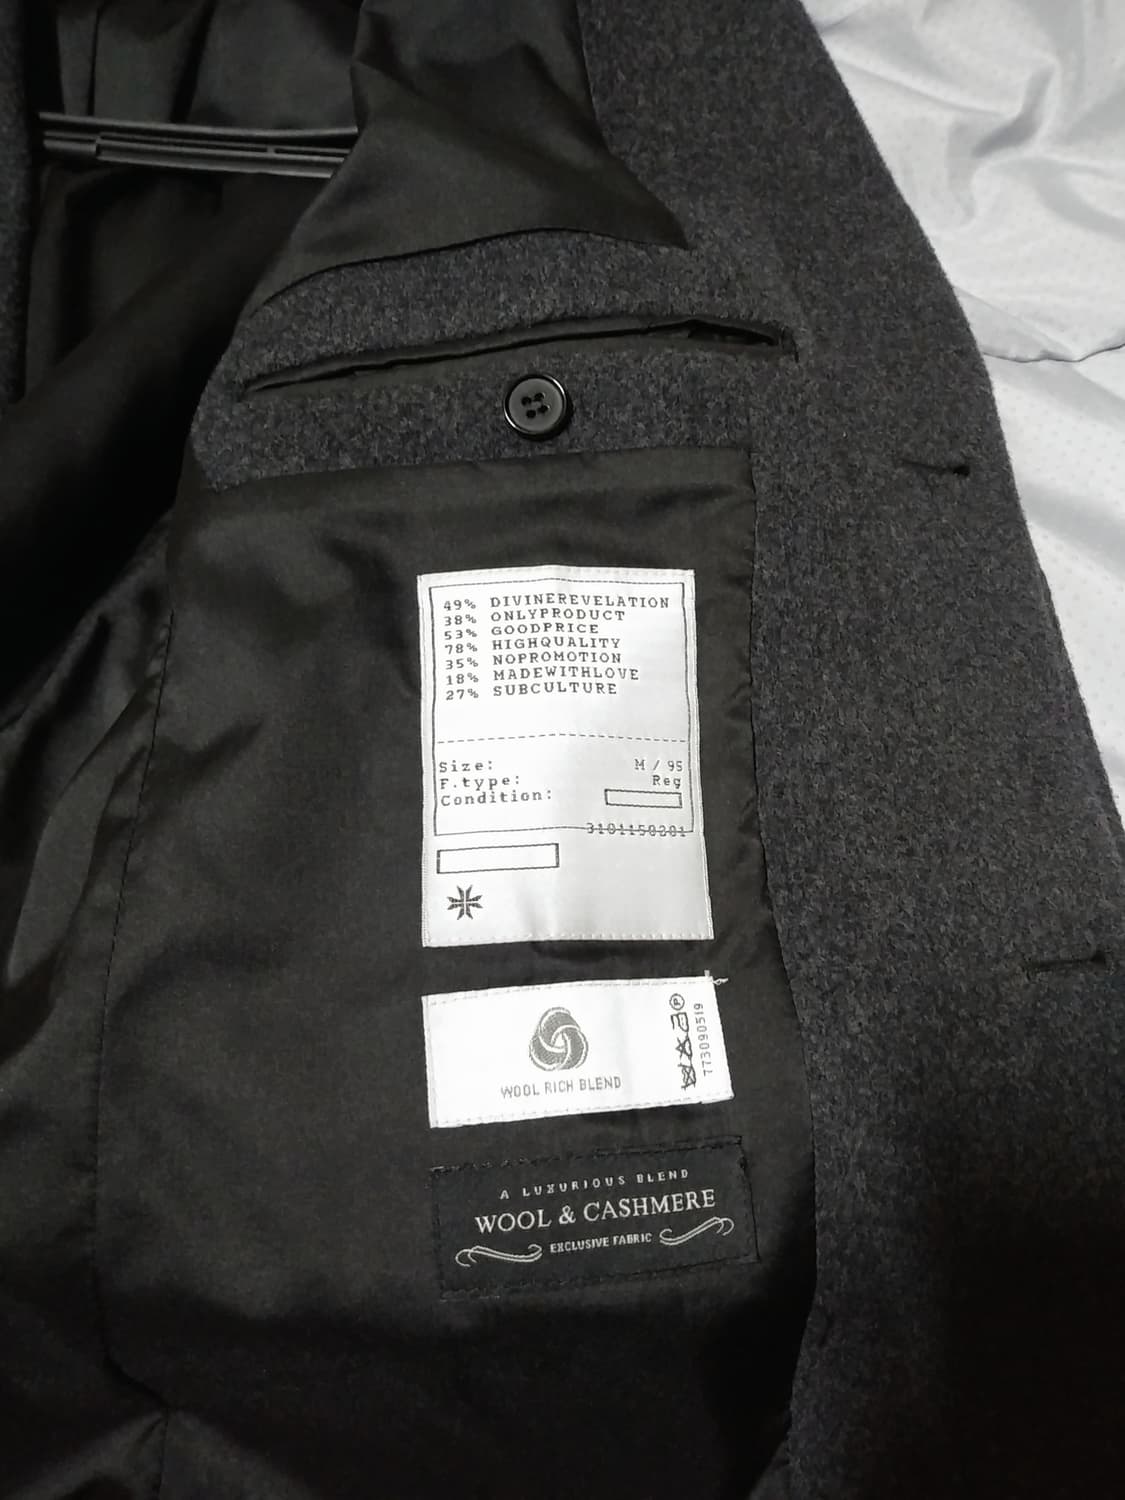 49% DIVINEREVELATION
38% ONLYPRODUCT
53% GOODPRICE
78% HIGHQUALITY
35% NOPROMOTION
18% MADEWITHLOVE
27% SUBCULTURE
Size: M / 95
F.type: Reg
Condition:
3101150201
WOOL RICH BLEND
P
773090519
A LUXURIOUS BLEND
WOOL & CASHMERE
EXCLUSIVE FABRIC